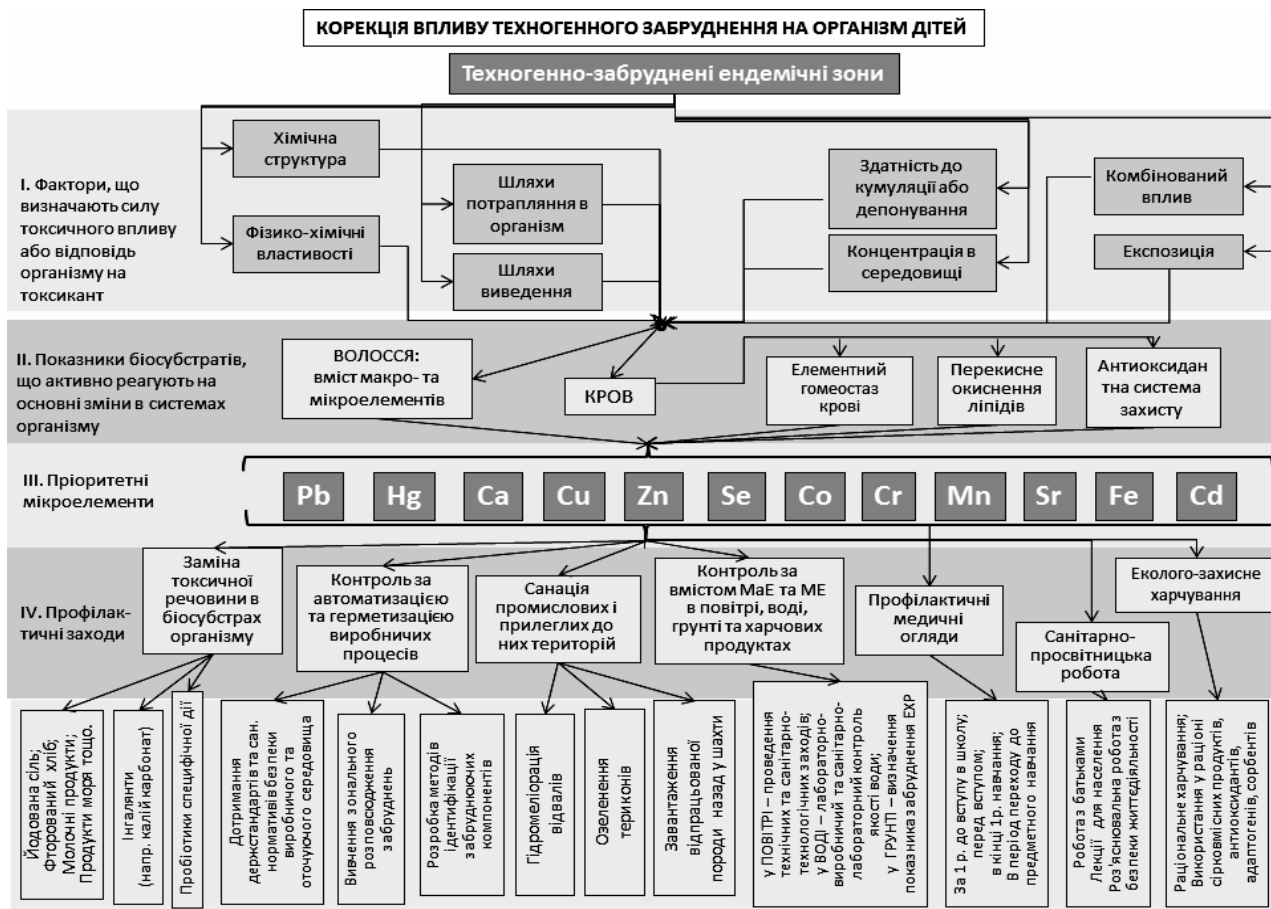 КОРЕКЦІЯ ВПЛИВУ ТЕХНОГЕННОГО ЗАБРУДНЕННЯ НА ОРГАНІЗМ ДІТЕЙ
Техногенно-забруднені ендемічні зони
І. Фактори, що
визначають силу
токсичного впливу
або відповідь
організму на
токсикант
Хімічна
структура
Фізико-хімічні
властивості
Шляхи
потрапляння в
організм
Шляхи
виведення
Здатність до
кумуляції або
депонування
Концентрація в
середовищі
Комбінований
вплив
Експозиція
ІІ. Показники біосубстратів,
що активно реагують на
основні зміни в системах
організму
ВОЛОССЯ:
вміст макро- та
мікроелементів
КРОВ
Елементний
гомеостаз
крові
Перекисне
окиснення
ліпідів
Антиоксидан
тна система
захисту
ІІІ. Пріоритетні
мікроелементи
Pb
Hg
Ca
Cu
Zn
Se
Co
Cr
Mn
Sr
Fe
Cd
IV. Профілак-
тичні заходи
Заміна
токсичної
речовини в
біосубстрах
організму
Контроль за
автоматизацією
та герметизацією
виробничих
процесів
Санація
промислових і
прилеглих до
них територій
Контроль за
вмістом МаЕ та МЕ
в повітрі, воді,
грунті та харчових
продуктах
Профілактичні
медичні
огляди
Санітарно-
просвітницька
робота
Еколого-захисне
харчування
Йодована сіль;
Фторований хліб;
Молочні продукти;
Продукти моря тощо.
Інгалянти
(напр. калій карбонат)
Пробіотики специфічної дії
Дотримання
держстандартів та сан.
нормативів безпеки
виробничого та
оточуючого середовища
Вивчення зонального
розповсюдження
забруднень
Розробка методів
ідентифікації
забруднюючих
компонентів
Гідромеліорація
відвалів
Озеленення
териконів
Завантаження
відпрацьованої
породи назад у шахти
у ПОВІТРІ – проведення
технічних та санітарно-
технологічних заходів;
у ВОДІ – лабораторно-
виробничий та санітарно-
лабораторний контроль
якості води;
у ГРУНТІ – визначення
показника забруднення ЕХР
За 1 р. до вступу в школу;
перед вступом;
в кінці 1р. навчання;
В період переходу до
предметного навчання
Робота з батьками
Лекції для населення
Роз'яснювальна робота з
безпеки життєдіяльності
Раціональне харчування;
Використання у раціоні
сірковмісних продуктів,
антиоксидантів,
адаптогенів, сорбентів